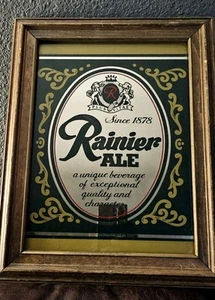 R
Since 1878
Rainier
ALE
a unique beverage
of exceptional
quality and
character